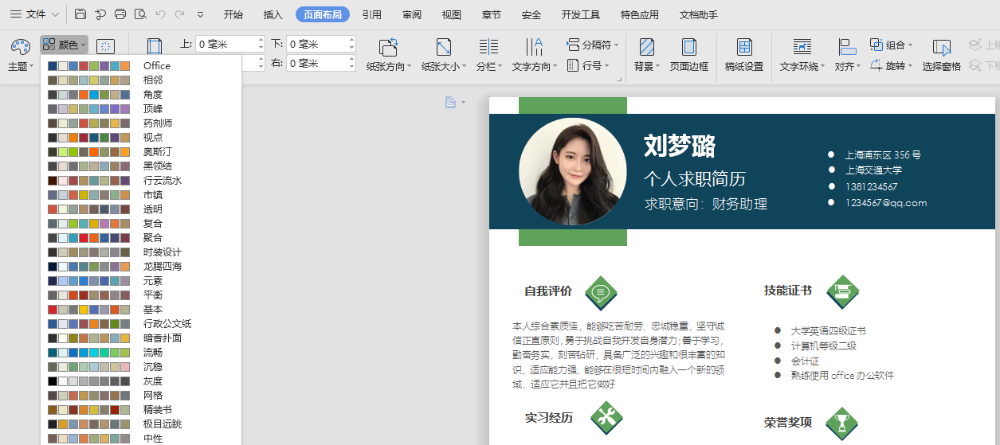 文件 开始 插入 页面布局 引用 审阅 视图 章节 安全 开发工具 特色应用 文档助手
颜色 上: 0 毫米 下: 0 毫米 分隔符 组合 上移
主题 右: 0 毫米 纸张方向 纸张大小 分栏 文字方向 行号 背景 页面边框 稿纸设置 文字环绕 对齐 旋转 选择窗格 下移
Office
相邻
角度
顶峰
药剂师
视点
奥斯汀
黑领结
行云流水
市镇
透明
复合
聚合
时装设计
龙腾四海
元素
平衡
基本
行政公文纸
暗香扑面
流畅
沉稳
灰度
网格
精装书
极目远眺
中性
刘梦璐
个人求职简历
求职意向：财务助理
● 上海浦东区 356 号
● 上海交通大学
● 1381234567
● 1234567@qq.com
自我评价
本人综合素质佳，能够吃苦耐劳，忠诚稳重，坚守诚
信正直原则，勇于挑战自我开发自身潜力；善于学习，
勤奋务实，刻苦钻研，具备广泛的兴趣和很丰富的知
识，适应能力强，能够在很短时间内融入一个新的领
域，适应它并且把它做好
技能证书
● 大学英语四级证书
● 计算机等级二级
● 会计证
● 熟练使用 office 办公软件
实习经历
荣誉奖项